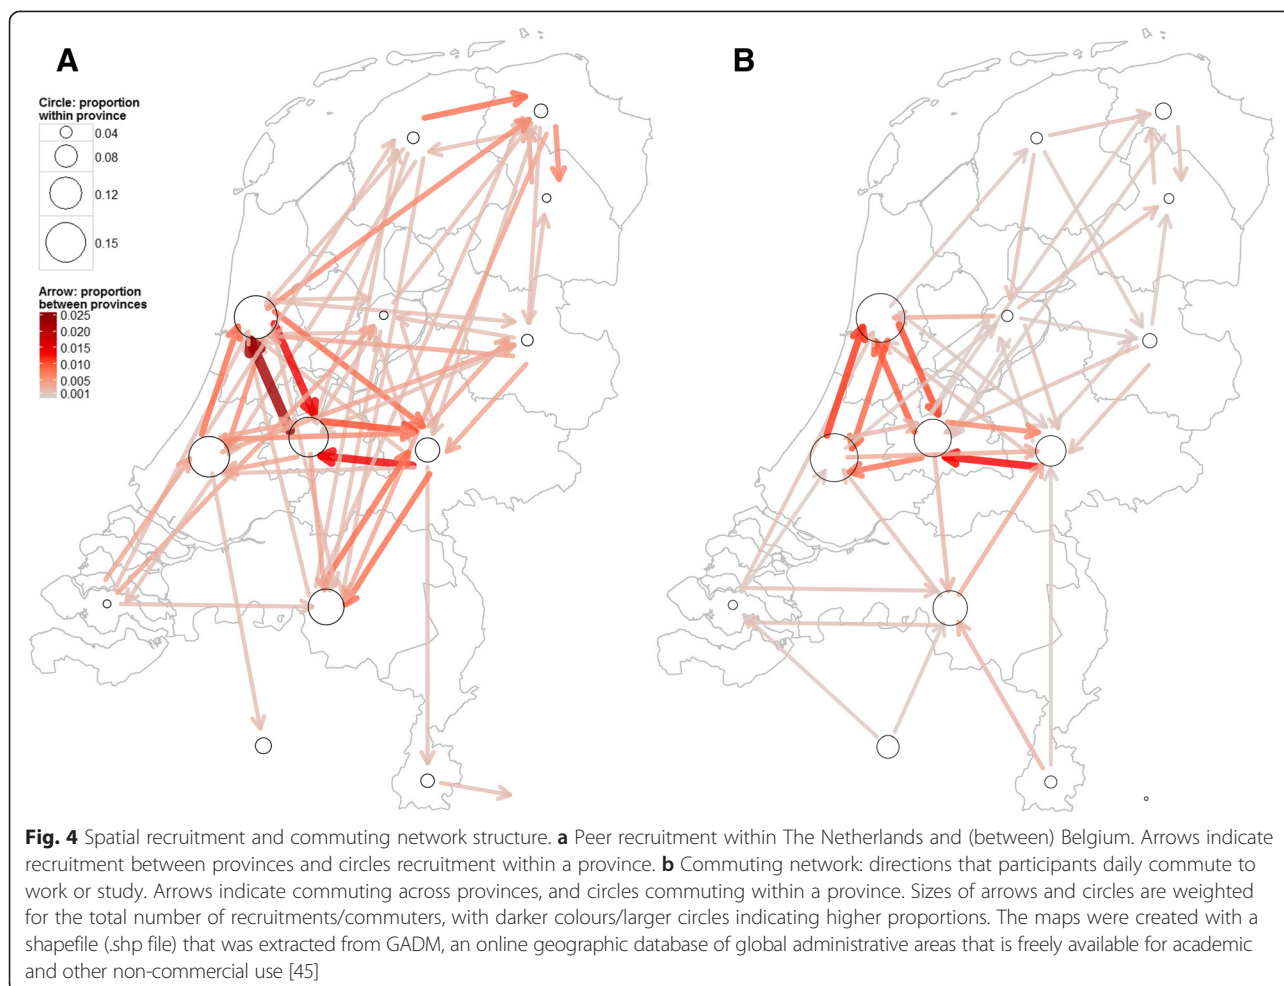 A
B
Circle: proportion
within province
0.04
0.08
0.12
0.15
Arrow: proportion
between provinces
0.025
0.020
0.015
0.010
0.005
0.001
Fig. 4 Spatial recruitment and commuting network structure. a Peer recruitment within The Netherlands and (between) Belgium. Arrows indicate
recruitment between provinces and circles recruitment within a province. b Commuting network: directions that participants daily commute to
work or study. Arrows indicate commuting across provinces, and circles commuting within a province. Sizes of arrows and circles are weighted
for the total number of recruitments/commuters, with darker colours/larger circles indicating higher proportions. The maps were created with a
shapefile (.shp file) that was extracted from GADM, an online geographic database of global administrative areas that is freely available for academic
and other non-commercial use [45]